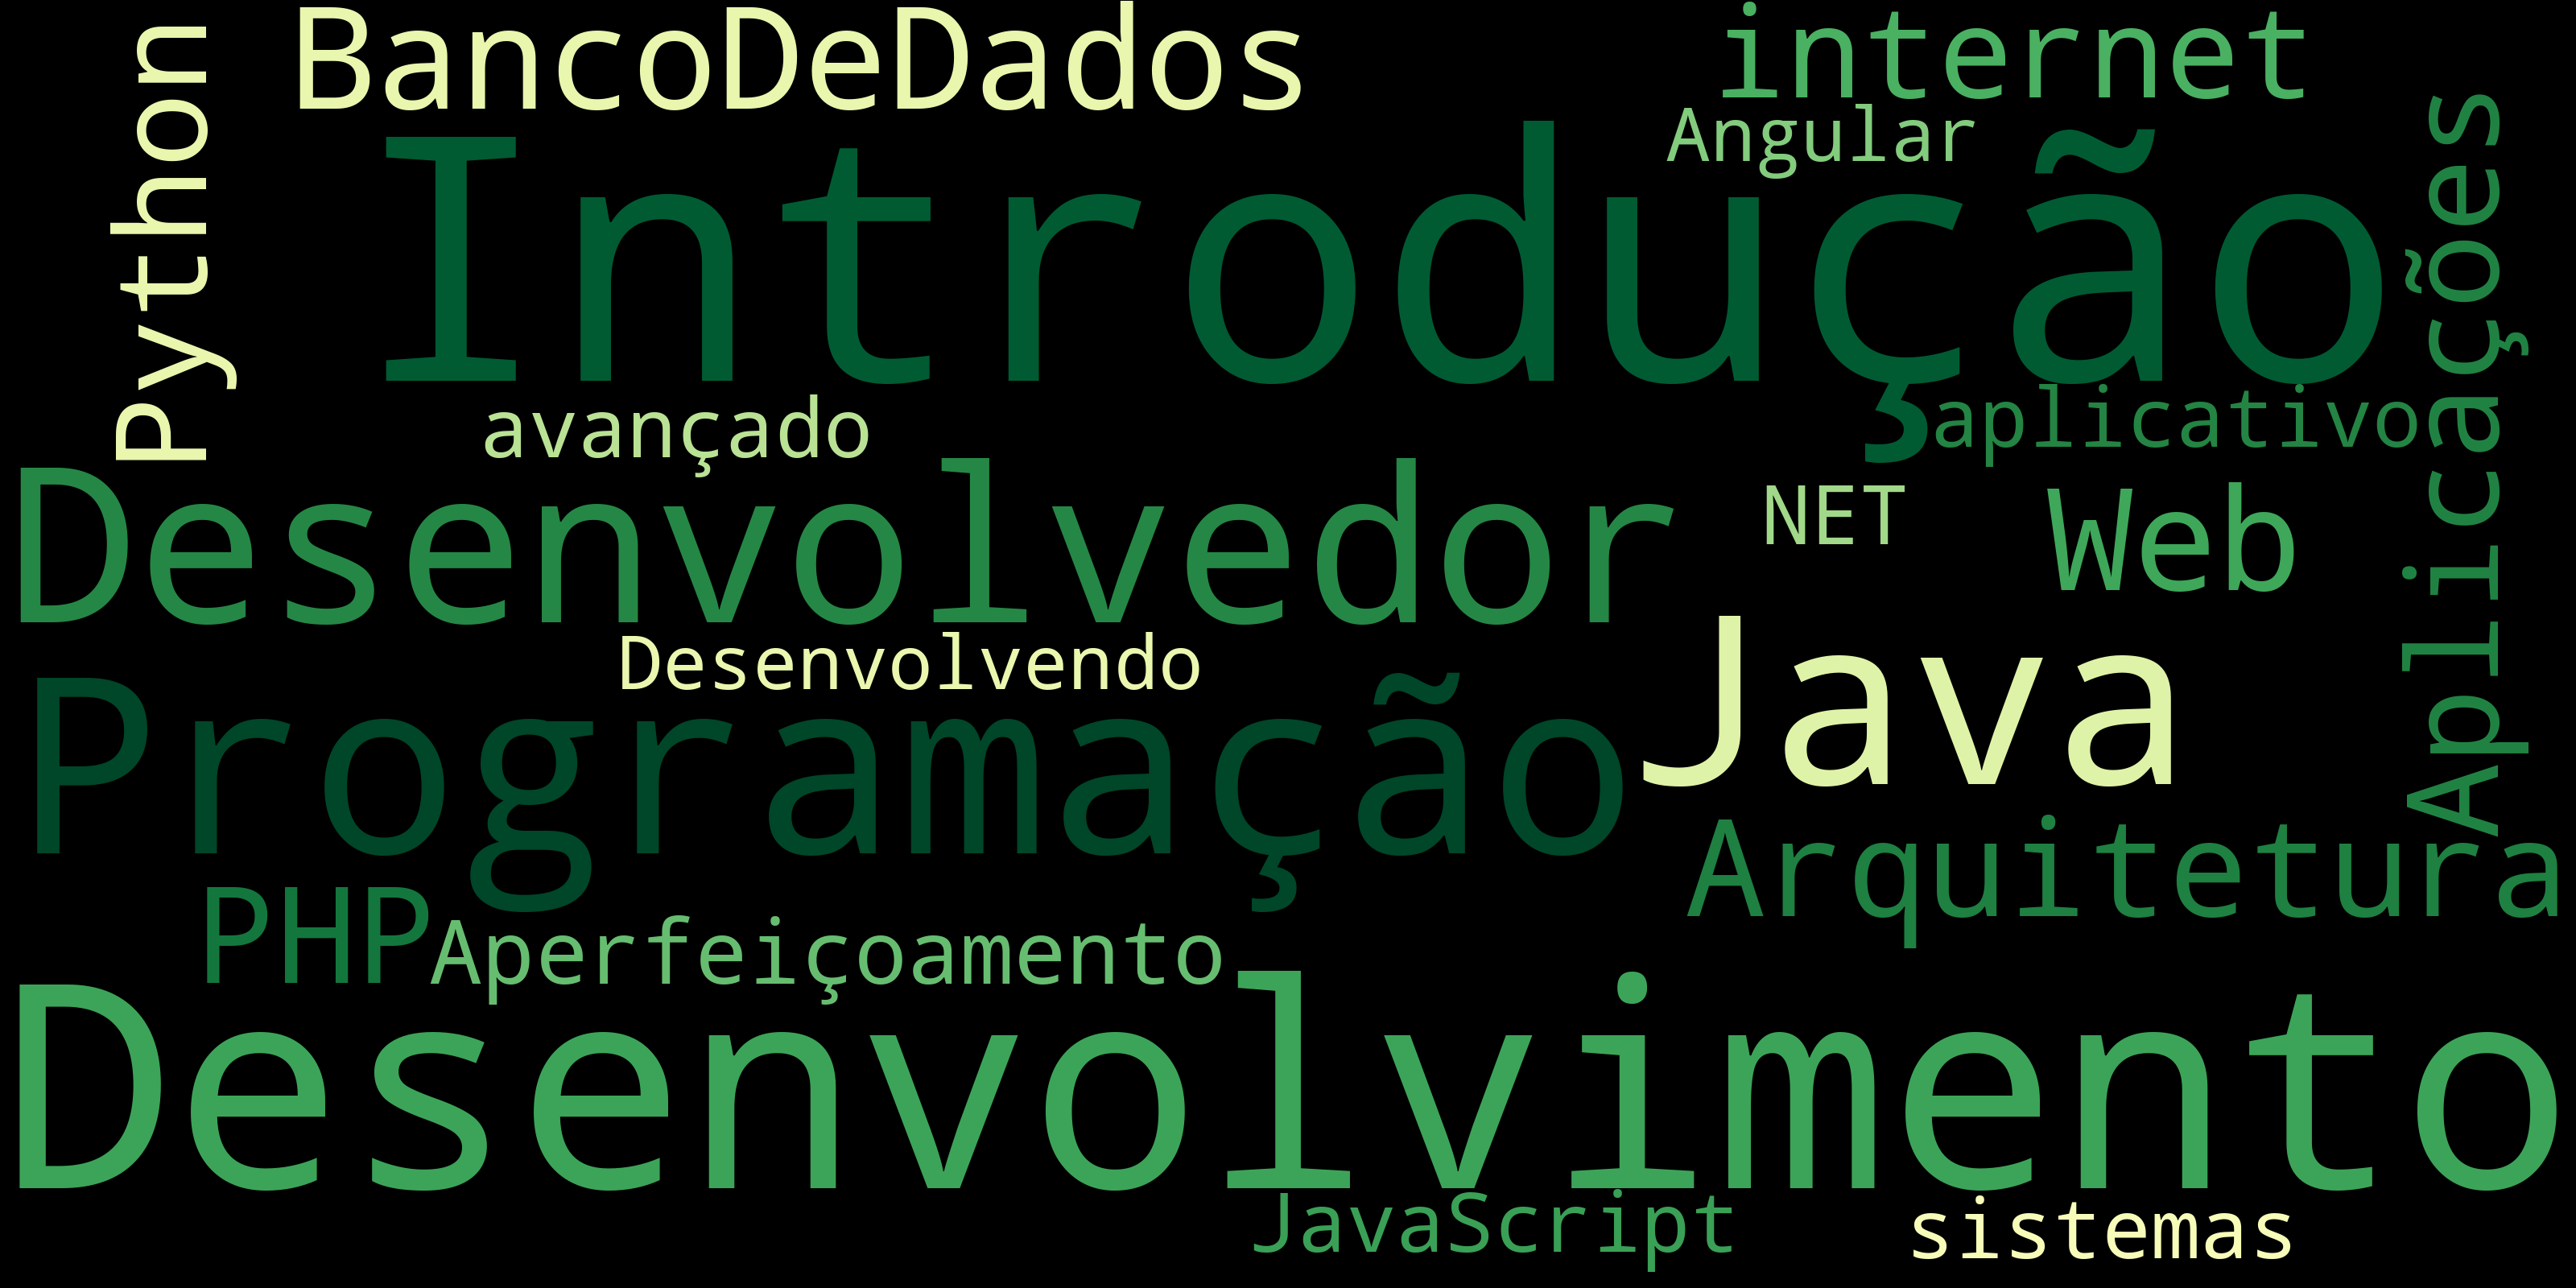 Python
BancoDeDados
internet
Angular
Introdução
Aplicações
avançado
aplicativo
Desenvolvedor
NET
Web
Desenvolvendo
Java
Programação
Arquitetura
PHP
Aperfeiçoamento
Desenvolvimento
JavaScript
sistemas